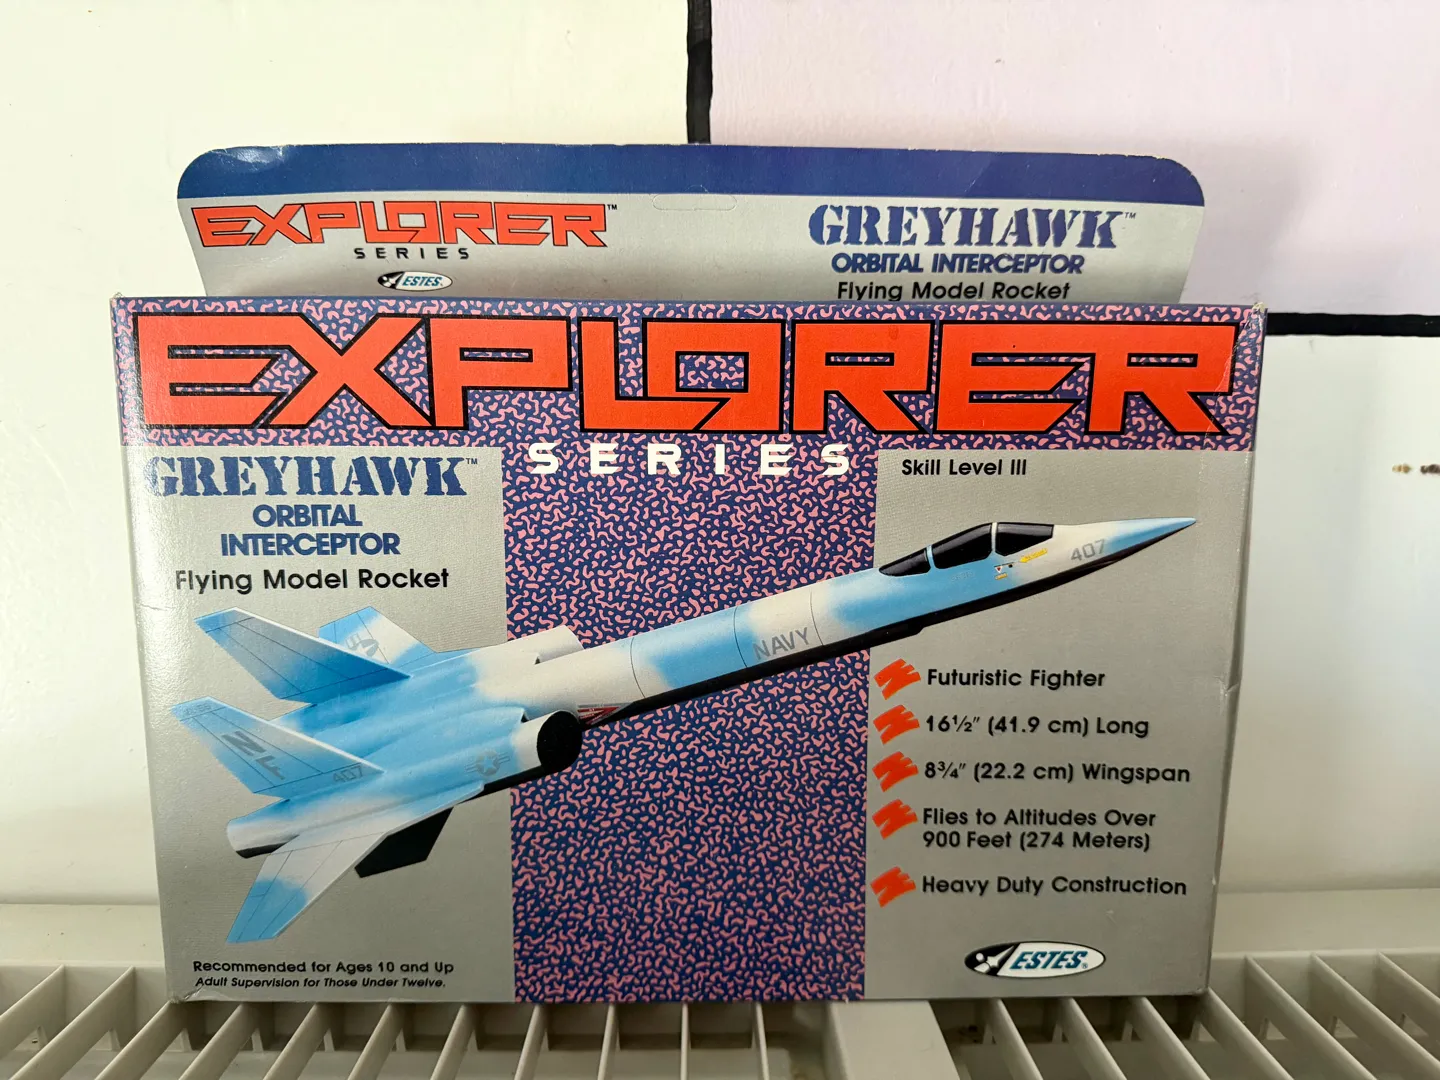 EXPLORER™
SERIES
ESTES
GREYHAWK™
ORBITAL INTERCEPTOR
Flying Model Rocket
EXPLORER
SERIES
GREYHAWK™
ORBITAL
INTERCEPTOR
Flying Model Rocket
Skill Level III
407
NAVY
NF
407
Futuristic Fighter
16½" (41.9 cm) Long
8¾" (22.2 cm) Wingspan
Flies to Altitudes Over
900 Feet (274 Meters)
Heavy Duty Construction
Recommended for Ages 10 and Up
Adult Supervision for Those Under Twelve.
ESTES®